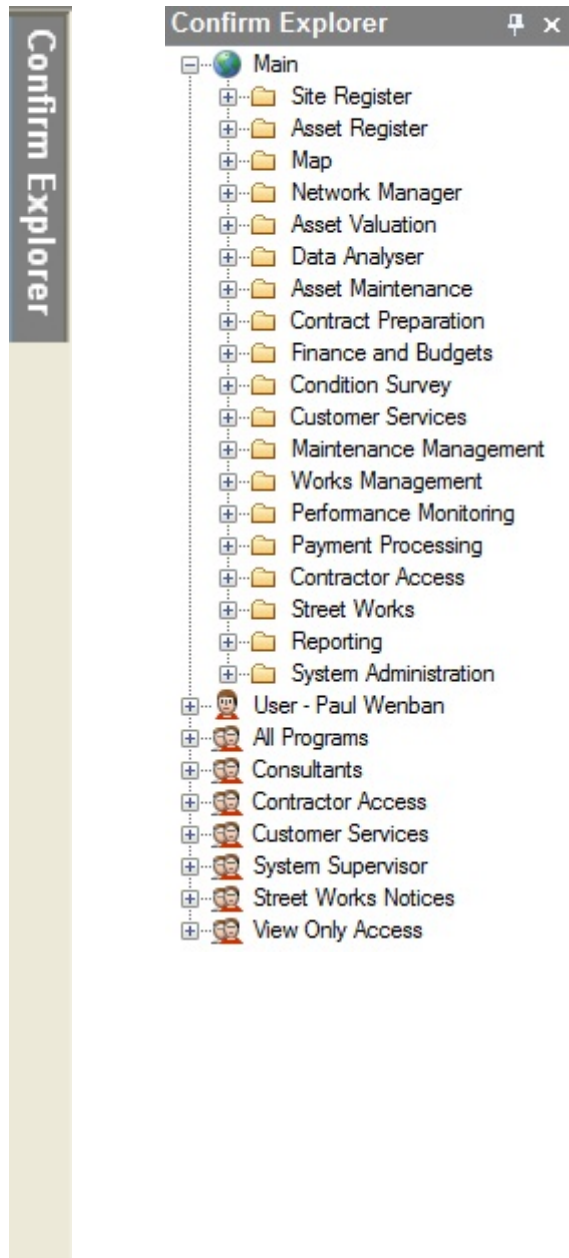 Confirm Explorer
Confirm Explorer
Main
Site Register
Asset Register
Map
Network Manager
Asset Valuation
Data Analyser
Asset Maintenance
Contract Preparation
Finance and Budgets
Condition Survey
Customer Services
Maintenance Management
Works Management
Performance Monitoring
Payment Processing
Contractor Access
Street Works
Reporting
System Administration
User - Paul Wenban
All Programs
Consultants
Contractor Access
Customer Services
System Supervisor
Street Works Notices
View Only Access